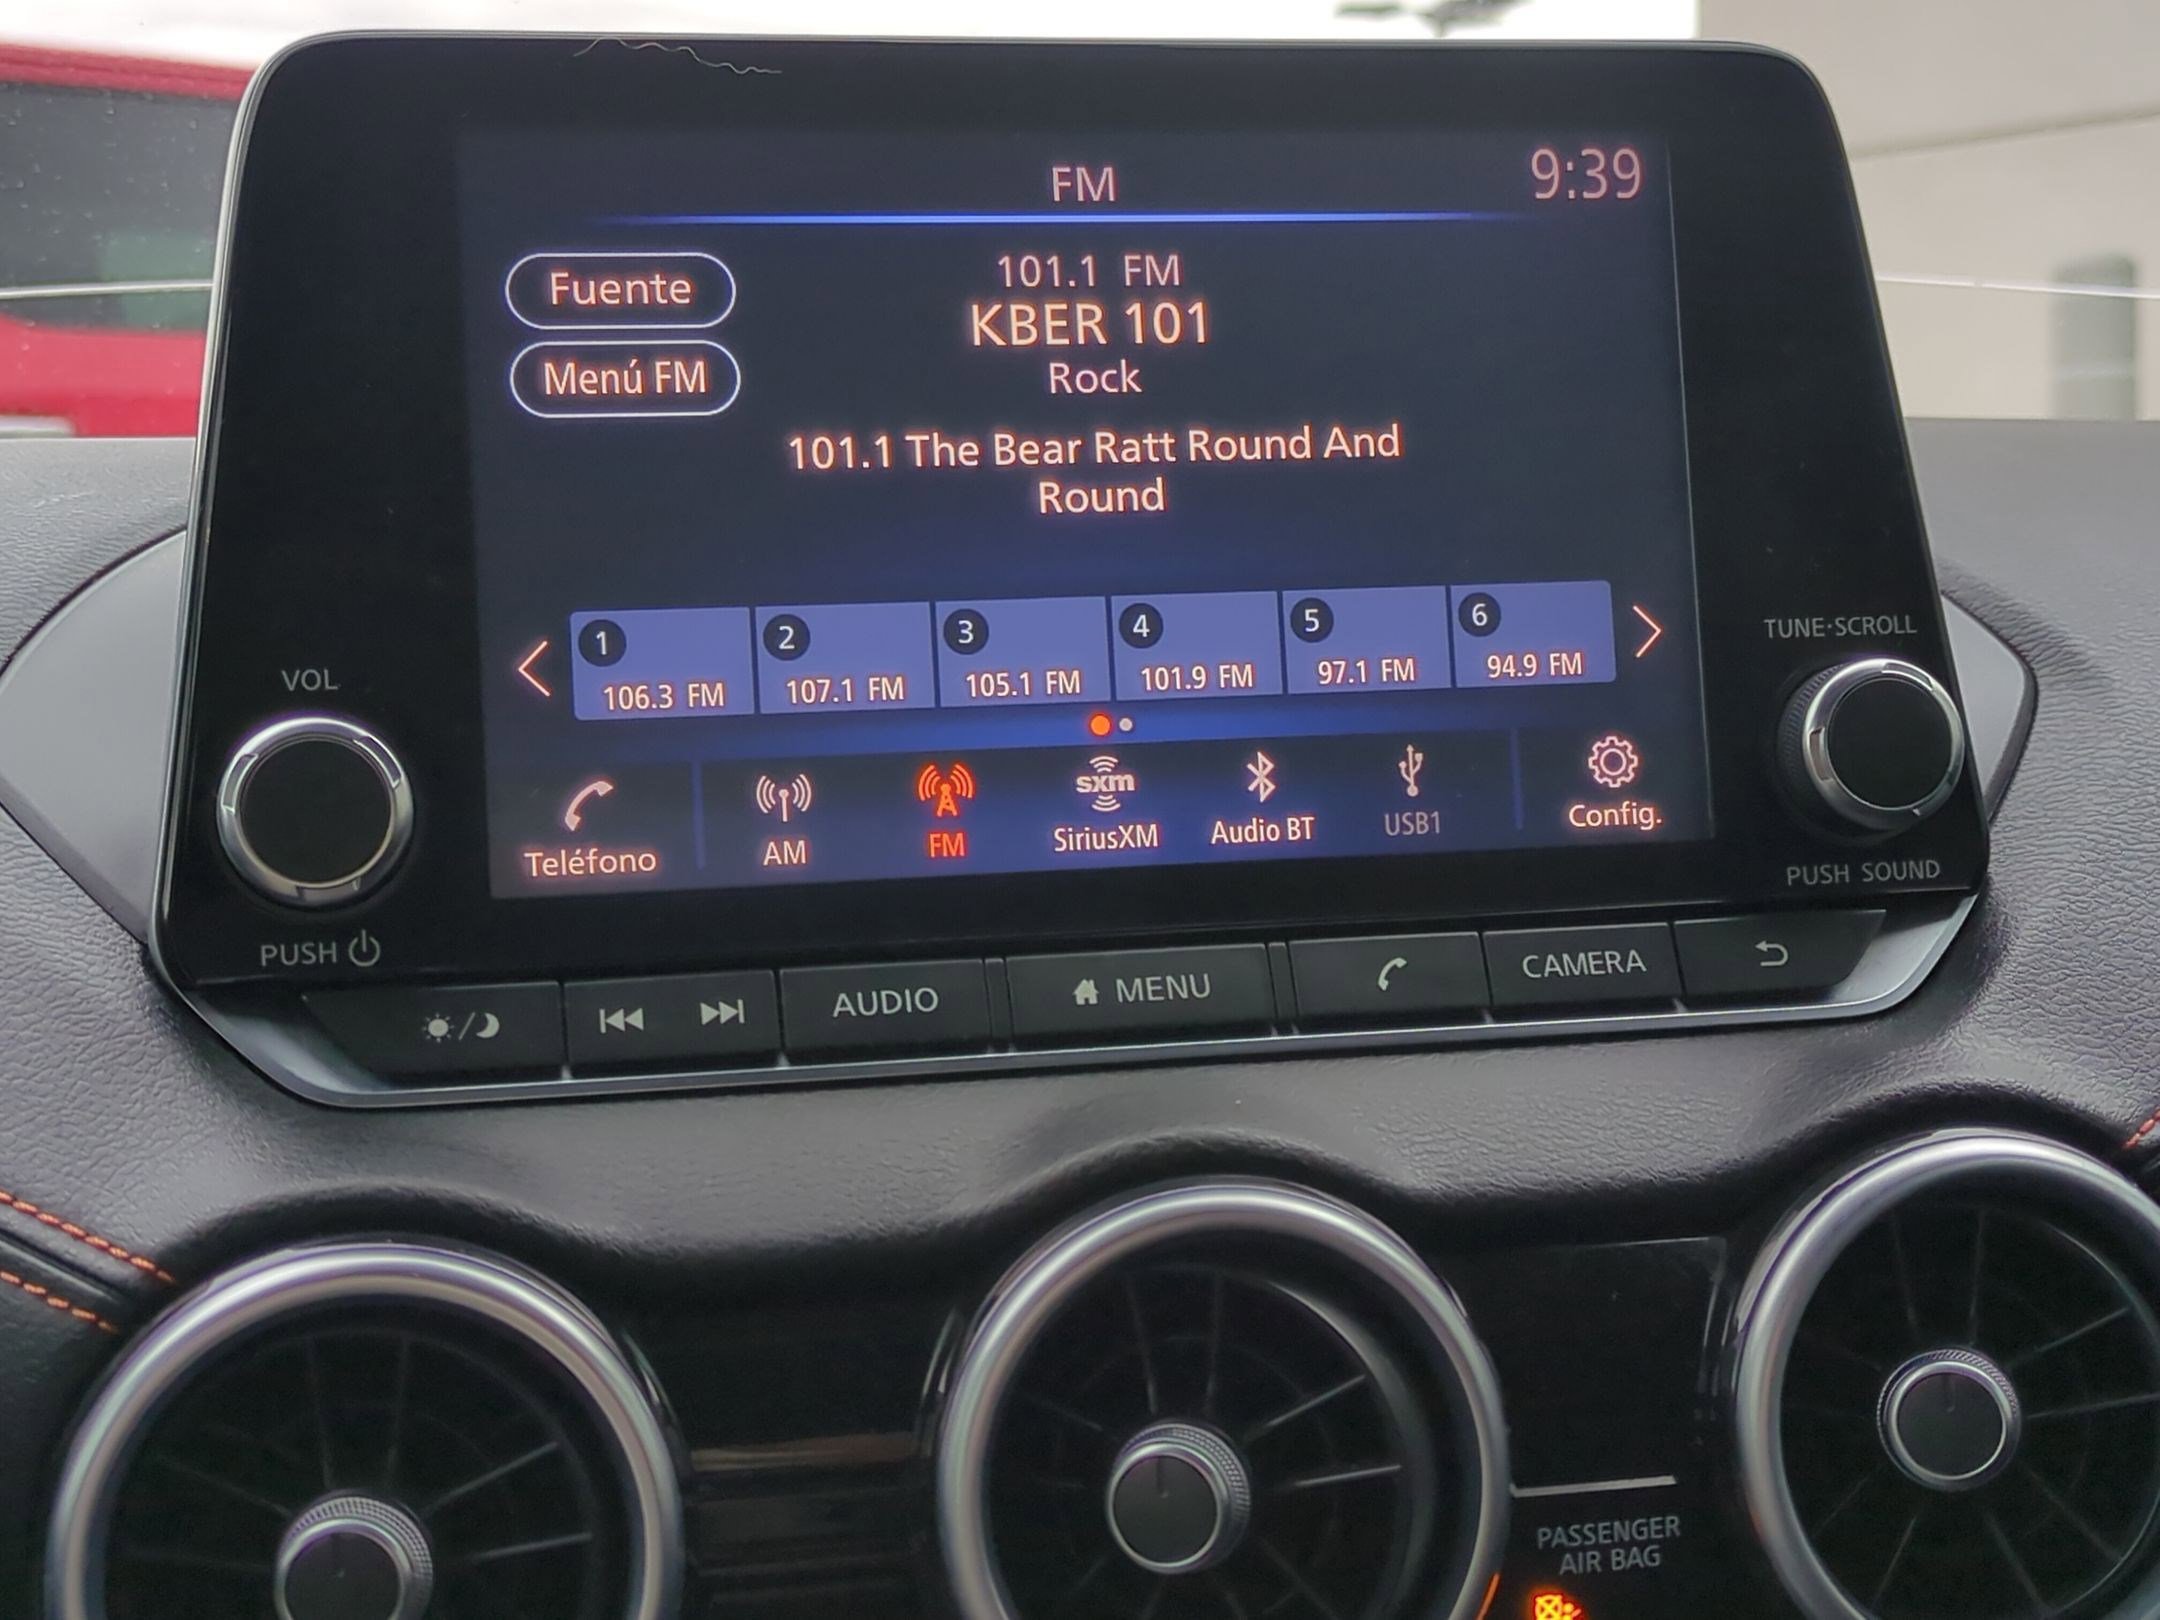 FM
9:39
Fuente
101.1 FM
KBER 101
Menú FM
Rock
101.1 The Bear Ratt Round And
Round
1
2
3
4
5
6
106.3 FM
107.1 FM
105.1 FM
101.9 FM
97.1 FM
94.9 FM
TUNE·SCROLL
VOL
sxm
Teléfono
AM
FM
SiriusXM
Audio BT
USB1
Config.
PUSH SOUND
PUSH
AUDIO
MENU
CAMERA
PASSENGER
AIR BAG